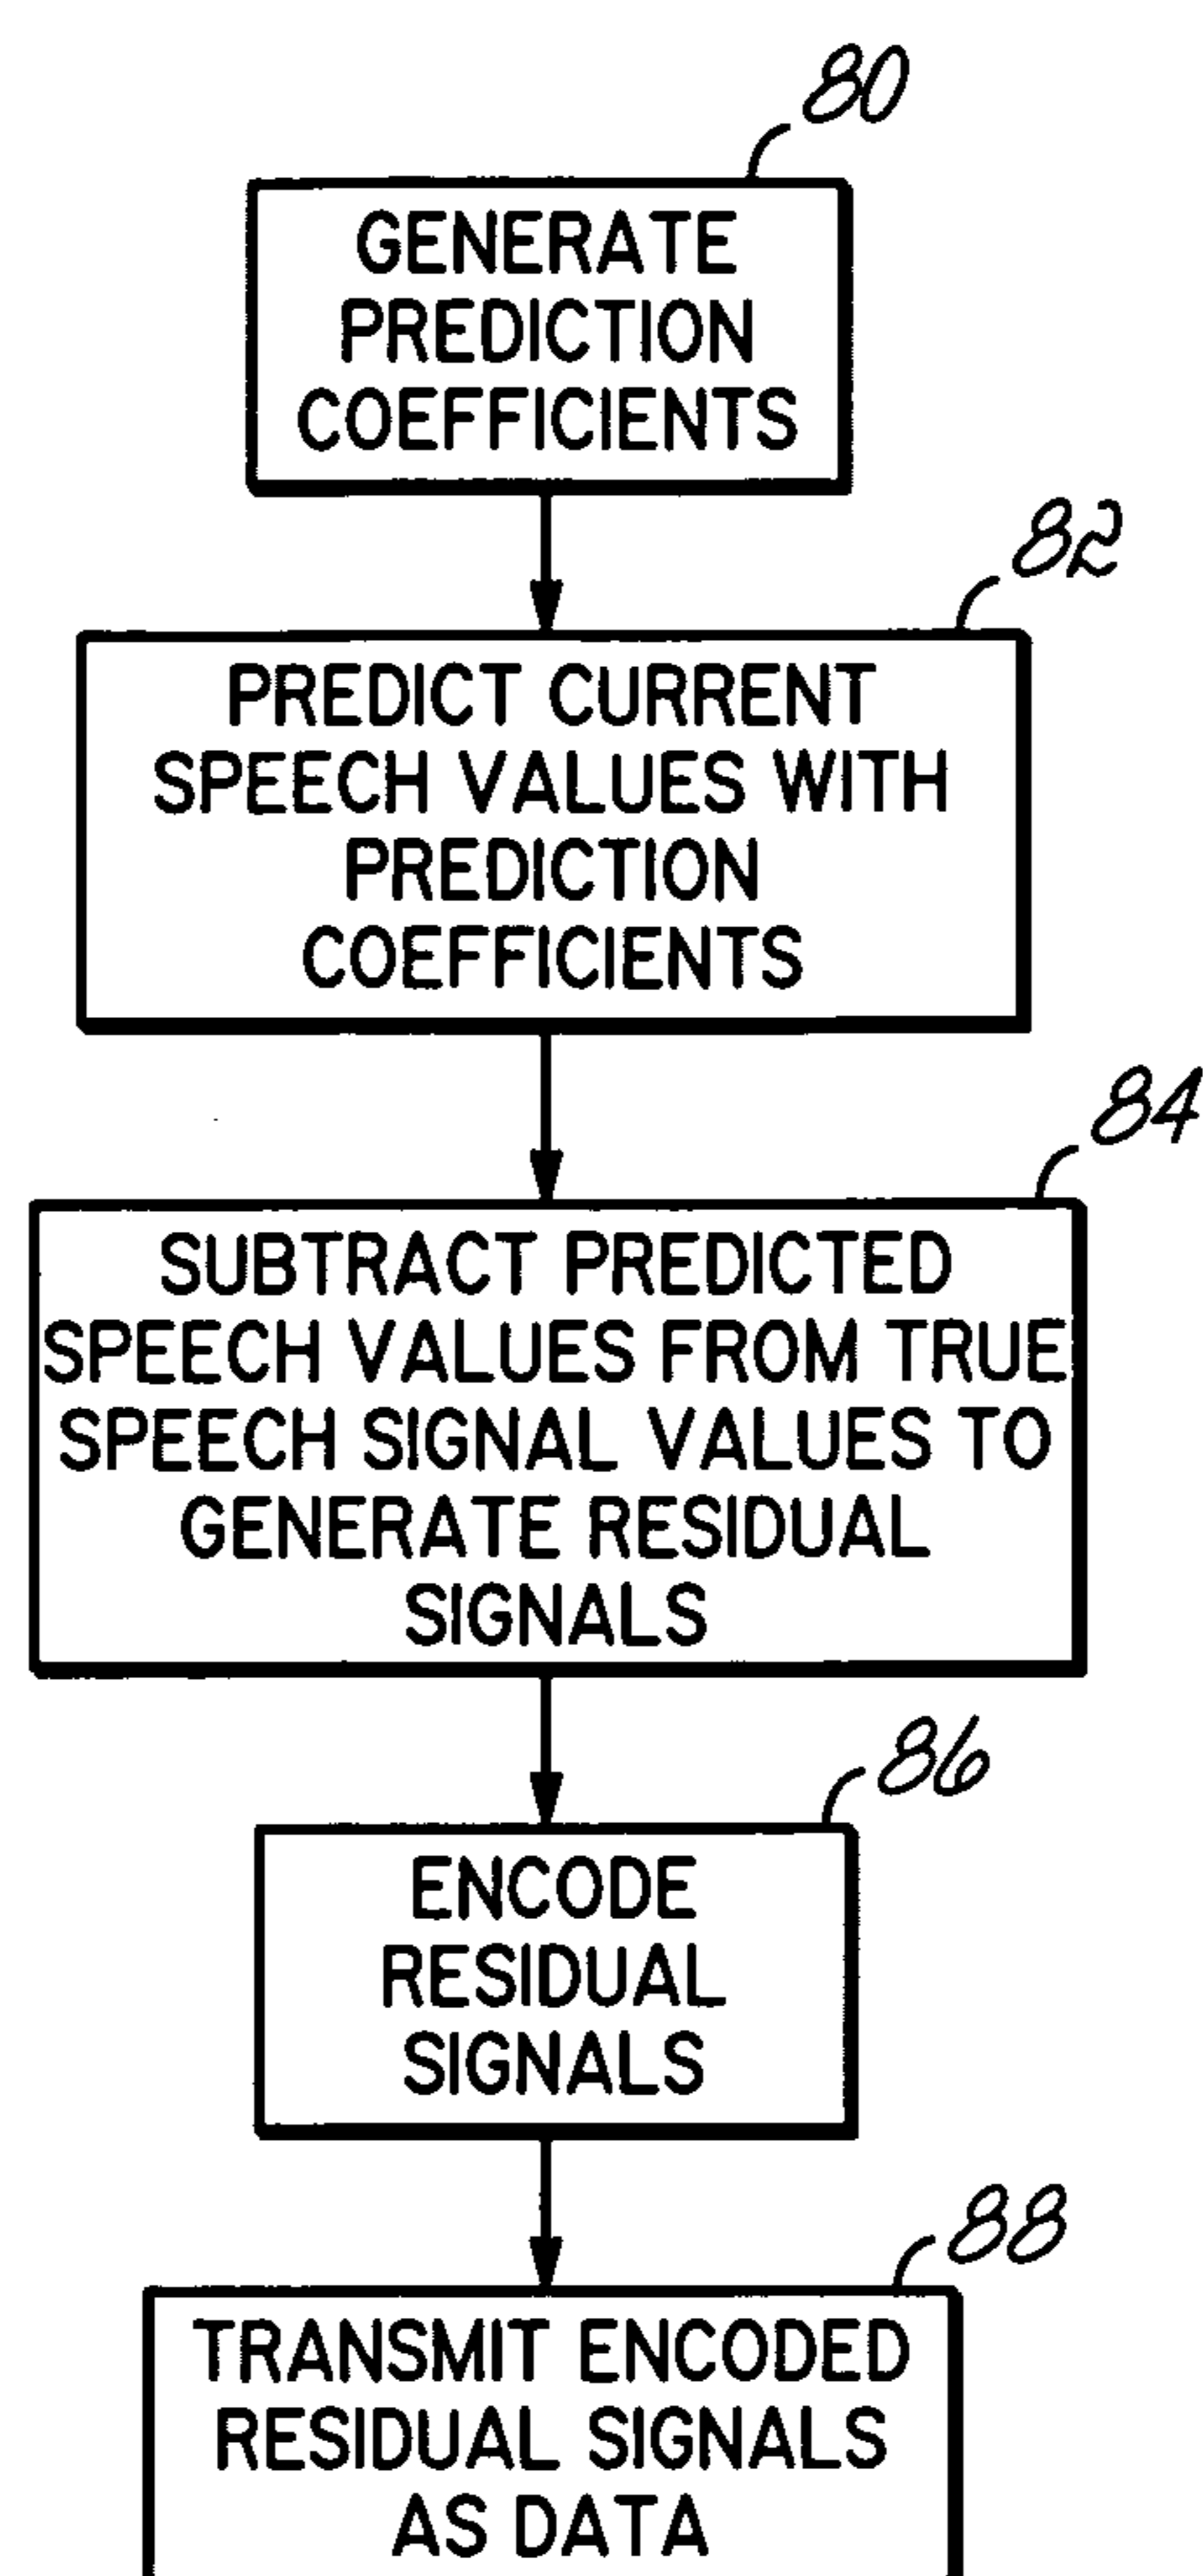 80
GENERATE
PREDICTION
COEFFICIENTS
82
PREDICT CURRENT
SPEECH VALUES WITH
PREDICTION
COEFFICIENTS
84
SUBTRACT PREDICTED
SPEECH VALUES FROM TRUE
SPEECH SIGNAL VALUES TO
GENERATE RESIDUAL
SIGNALS
86
ENCODE
RESIDUAL
SIGNALS
88
TRANSMIT ENCODED
RESIDUAL SIGNALS
AS DATA